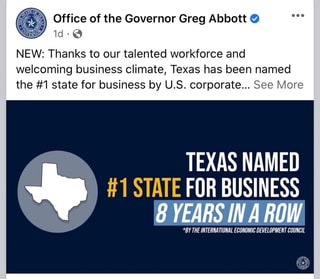 Office of the Governor Greg Abbott
1d
NEW: Thanks to our talented workforce and
welcoming business climate, Texas has been named
the #1 state for business by U.S. corporate... See More
TEXAS NAMED
#1 STATE FOR BUSINESS
8 YEARS IN A ROW
*BY THE INTERNATIONAL ECONOMIC DEVELOPMENT COUNCIL